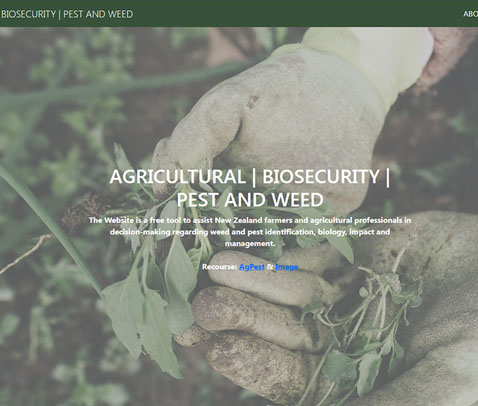 BIOSECURITY | PEST AND WEED
ABO
AGRICULTURAL | BIOSECURITY |
PEST AND WEED
The Website is a free tool to assist New Zealand farmers and agricultural professionals in
decision-making regarding weed and pest identification, biology, impact and
management.
Recourse: AgPest & Image